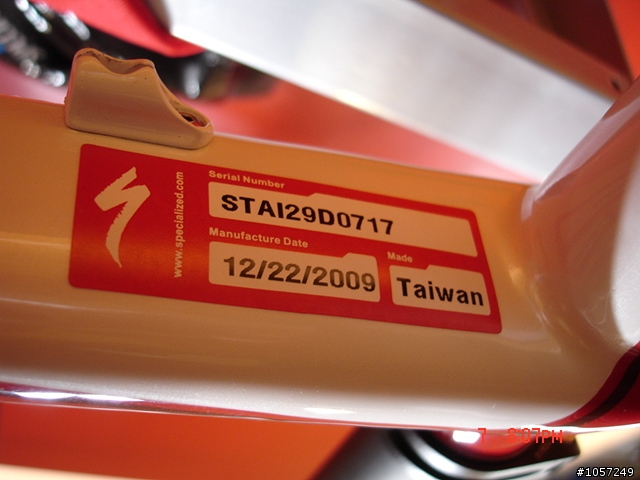 www.specialized.com
Serial Number
STAI29D0717
Manufacture Date
12/22/2009
Made
Taiwan
#1057249